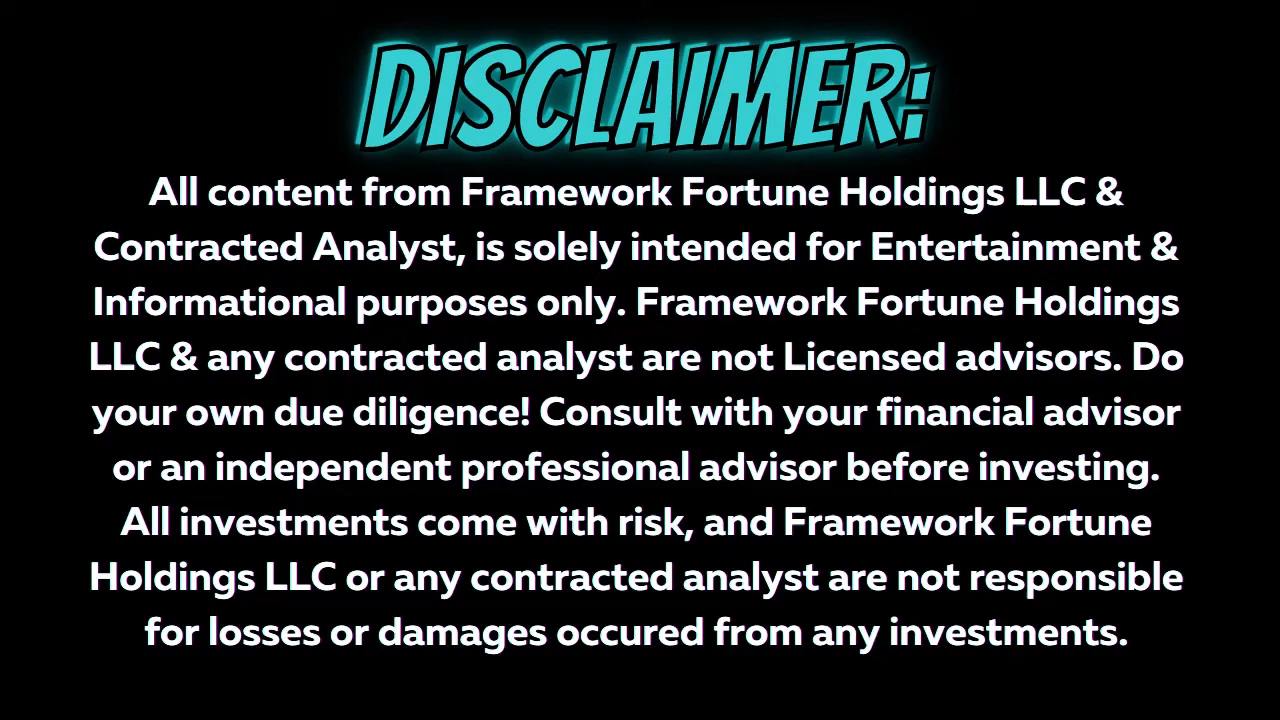 DISCLAIMER:
All content from Framework Fortune Holdings LLC &
Contracted Analyst, is solely intended for Entertainment &
Informational purposes only. Framework Fortune Holdings
LLC & any contracted analyst are not Licensed advisors. Do
your own due diligence! Consult with your financial advisor
or an independent professional advisor before investing.
All investments come with risk, and Framework Fortune
Holdings LLC or any contracted analyst are not responsible
for losses or damages occured from any investments.